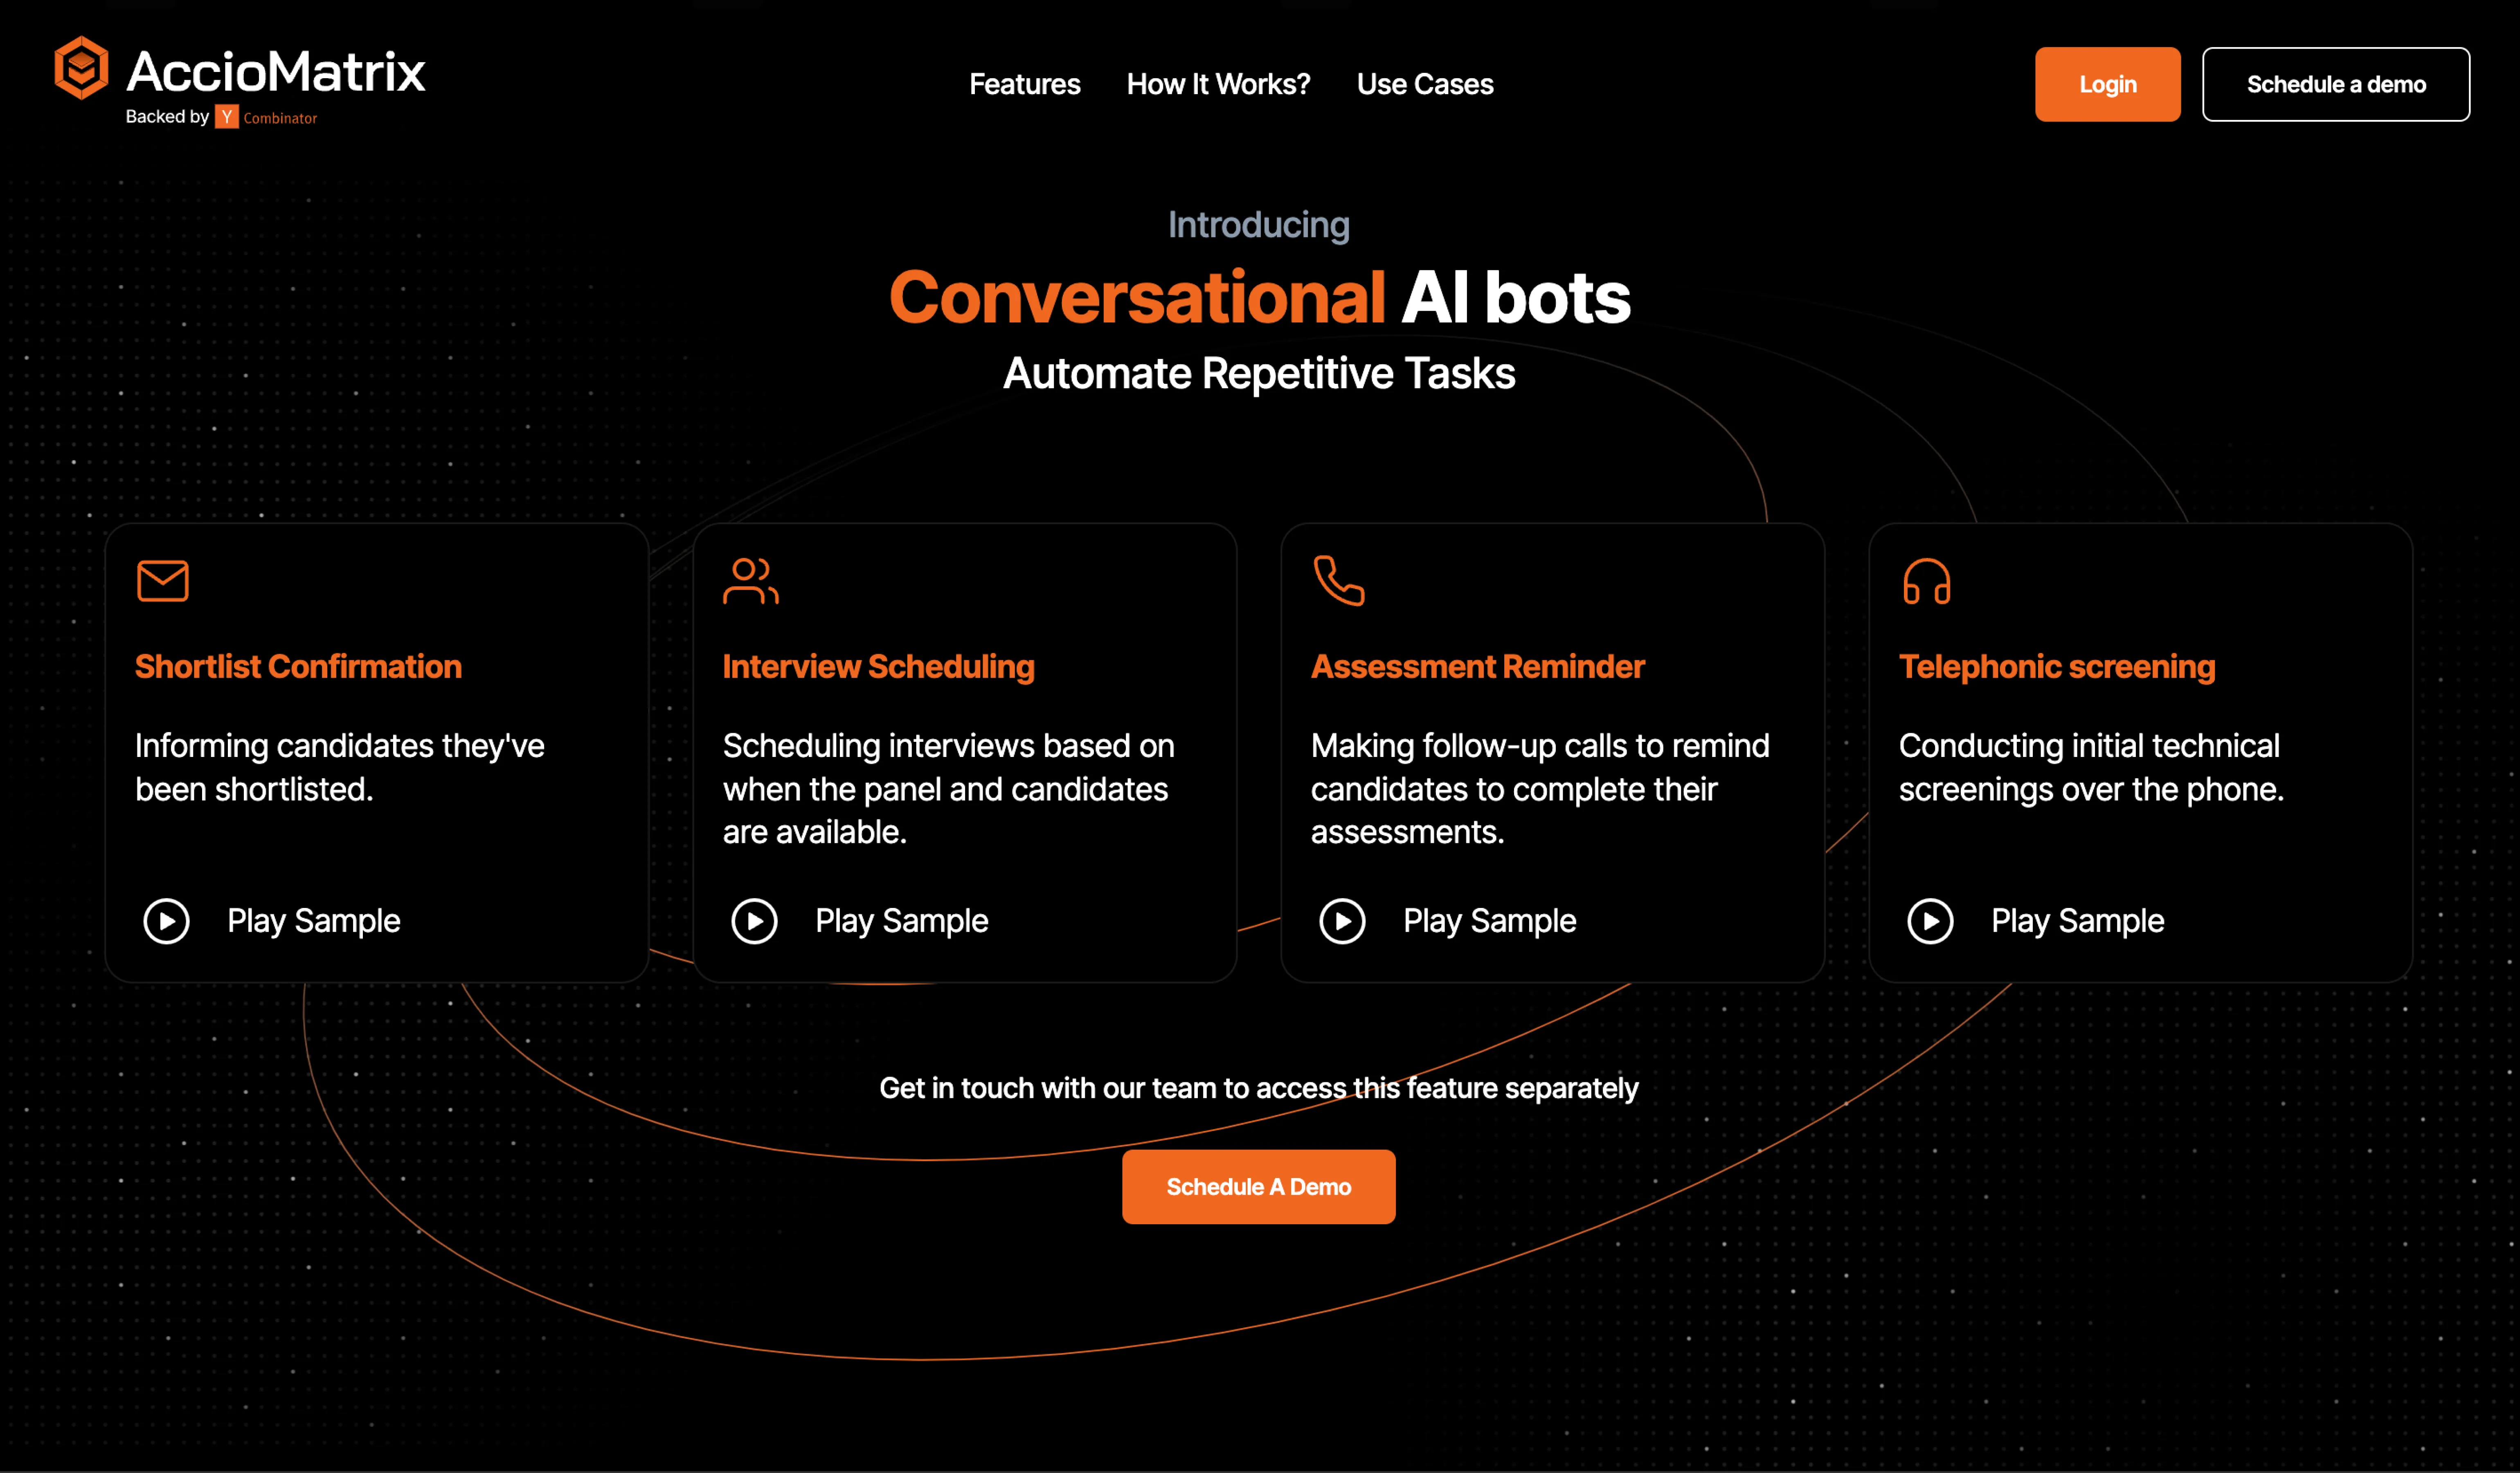 AccioMatrix
Backed by Y Combinator
Features How It Works? Use Cases
Login Schedule a demo
Introducing
Conversational AI bots
Automate Repetitive Tasks
Shortlist Confirmation
Informing candidates they've
been shortlisted.
Play Sample
Interview Scheduling
Scheduling interviews based on
when the panel and candidates
are available.
Play Sample
Assessment Reminder
Making follow-up calls to remind
candidates to complete their
assessments.
Play Sample
Telephonic screening
Conducting initial technical
screenings over the phone.
Play Sample
Get in touch with our team to access this feature separately
Schedule A Demo